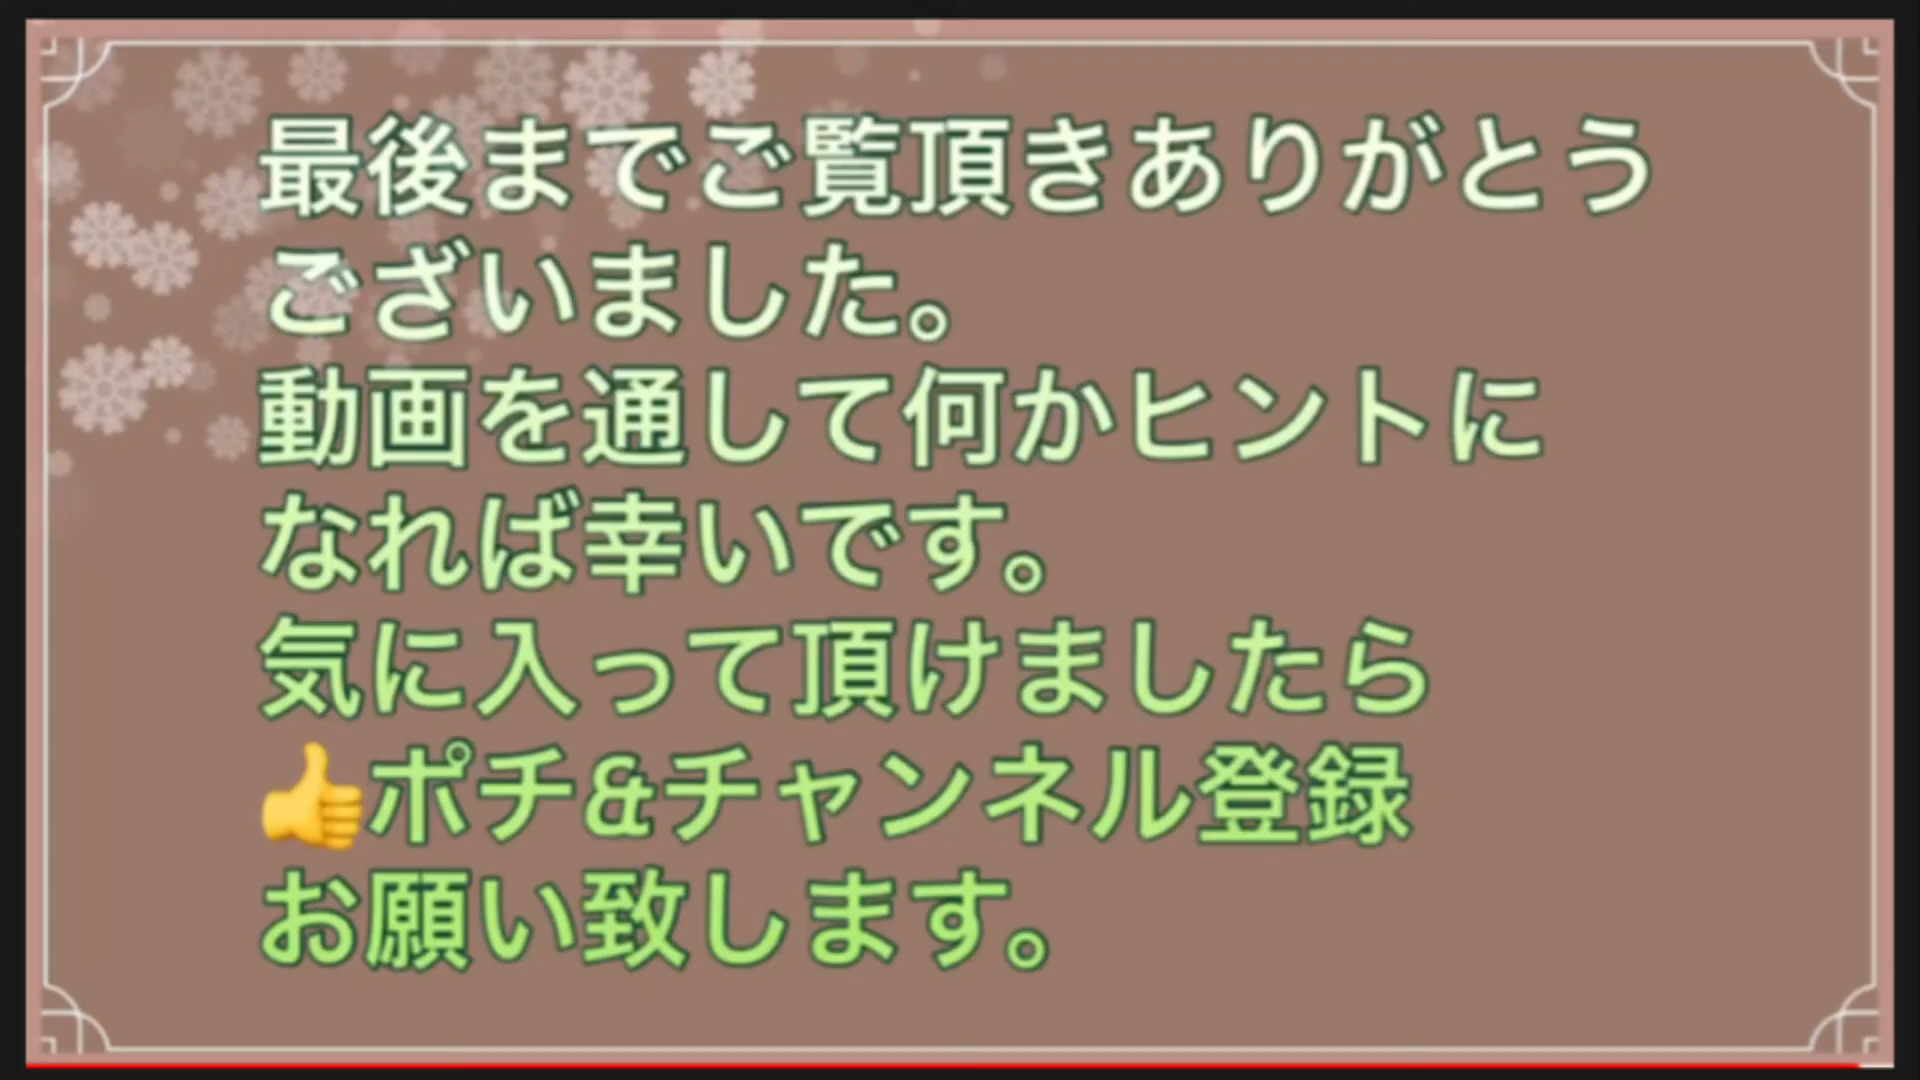 最後までご覧頂きありがとう
ございました。
動画を通して何かヒントに
なれば幸いです。
気に入って頂けましたら
👍ポチ&チャンネル登録
お願い致します。